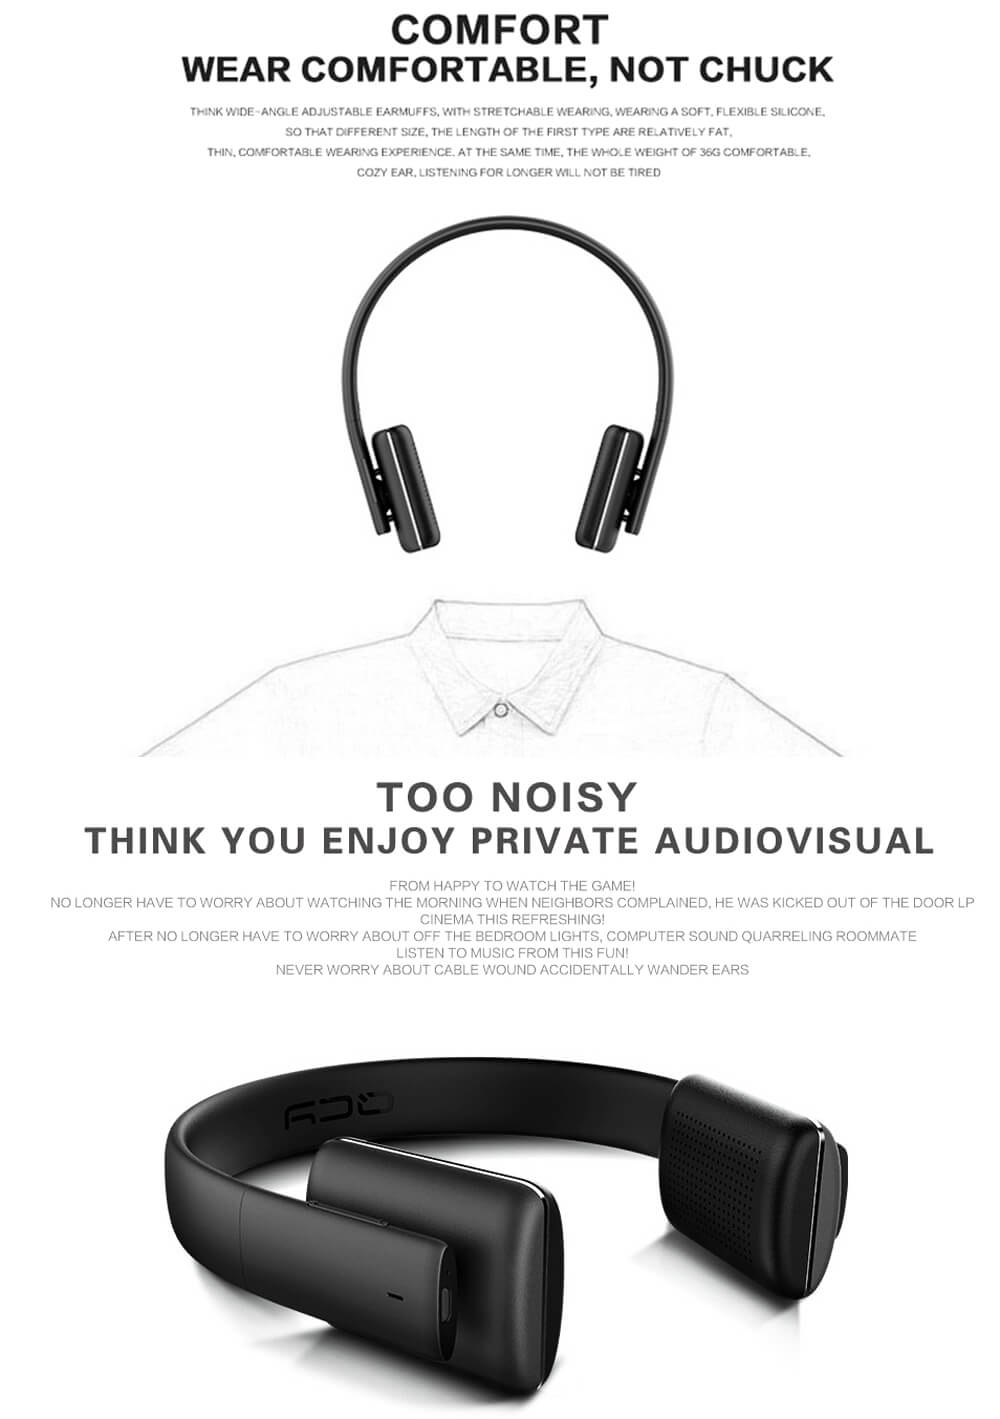 COMFORT
WEAR COMFORTABLE, NOT CHUCK
THINK WIDE-ANGLE ADJUSTABLE EARMUFFS, WITH STRETCHABLE WEARING, WEARING A SOFT, FLEXIBLE SILICONE,
SO THAT DIFFERENT SIZE, THE LENGTH OF THE FIRST TYPE ARE RELATIVELY FAT,
THIN, COMFORTABLE WEARING EXPERIENCE. AT THE SAME TIME, THE WHOLE WEIGHT OF 36G COMFORTABLE,
COZY EAR, LISTENING FOR LONGER WILL NOT BE TIRED
TOO NOISY
THINK YOU ENJOY PRIVATE AUDIOVISUAL
FROM HAPPY TO WATCH THE GAME!
NO LONGER HAVE TO WORRY ABOUT WATCHING THE MORNING WHEN NEIGHBORS COMPLAINED, HE WAS KICKED OUT OF THE DOOR LP
CINEMA THIS REFRESHING!
AFTER NO LONGER HAVE TO WORRY ABOUT OFF THE BEDROOM LIGHTS, COMPUTER SOUND QUARRELING ROOMMATE
LISTEN TO MUSIC FROM THIS FUN!
NEVER WORRY ABOUT CABLE WOUND ACCIDENTALLY WANDER EARS